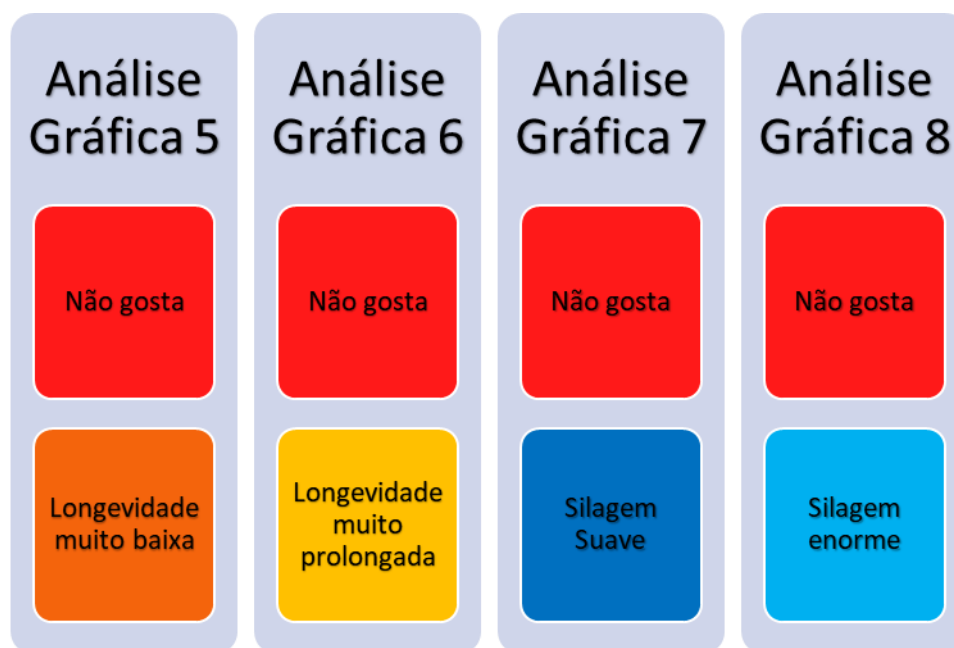 Análise
Gráfica 5
Não gosta
Longevidade
muito baixa
Análise
Gráfica 6
Não gosta
Longevidade
muito
prolongada
Análise
Gráfica 7
Não gosta
Silagem
Suave
Análise
Gráfica 8
Não gosta
Silagem
enorme